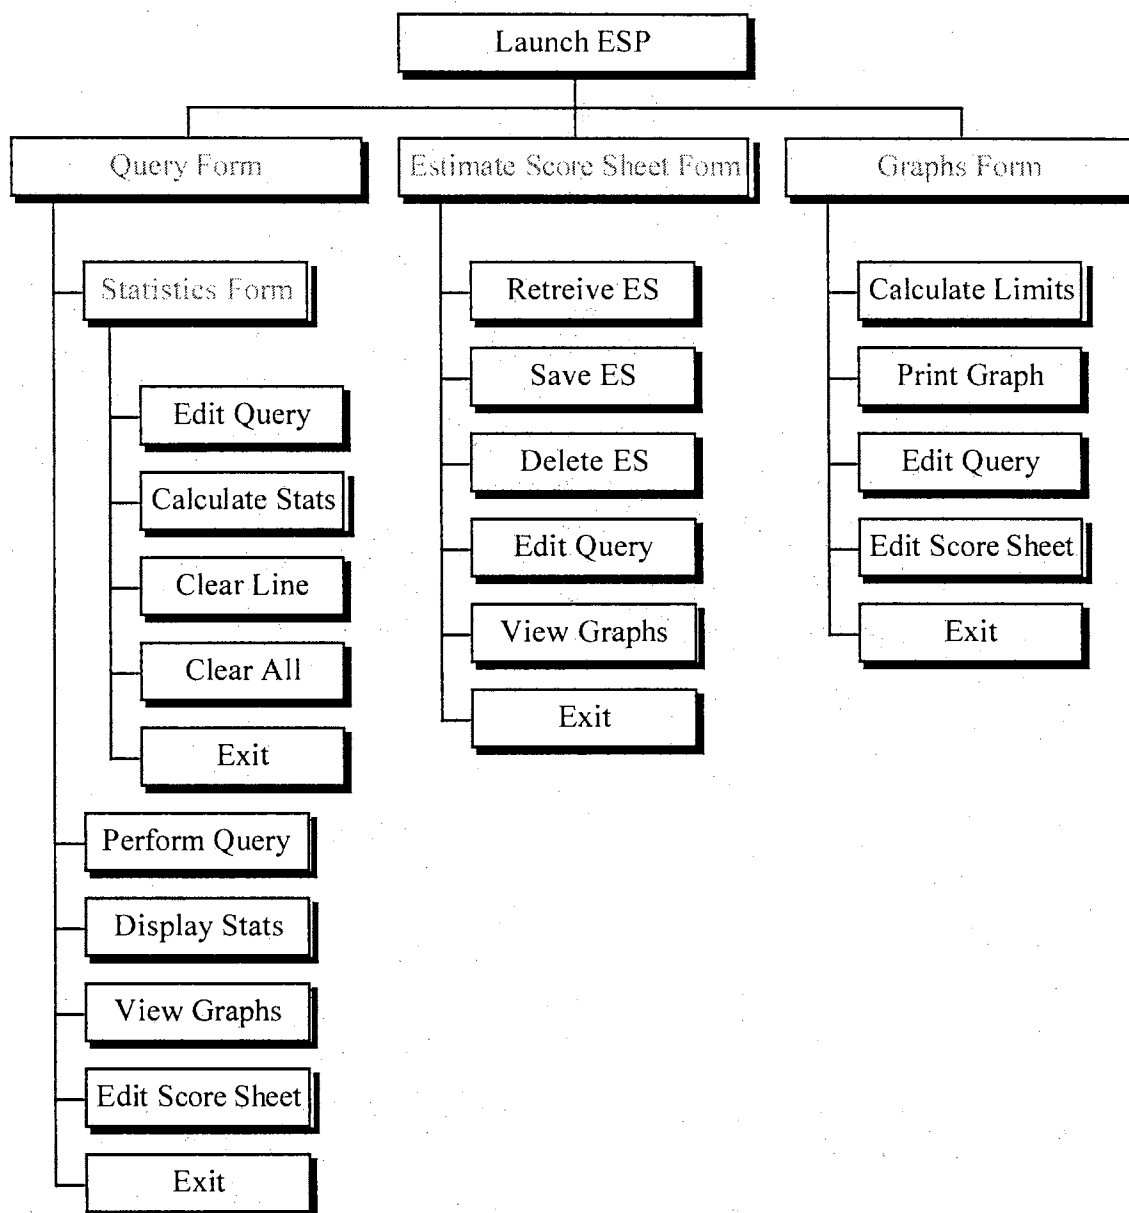 Launch ESP
Query Form
Estimate Score Sheet Form
Graphs Form
Statistics Form
Edit Query
Calculate Stats
Clear Line
Clear All
Exit
Perform Query
Display Stats
View Graphs
Edit Score Sheet
Exit
Retreive ES
Save ES
Delete ES
Edit Query
View Graphs
Exit
Calculate Limits
Print Graph
Edit Query
Edit Score Sheet
Exit